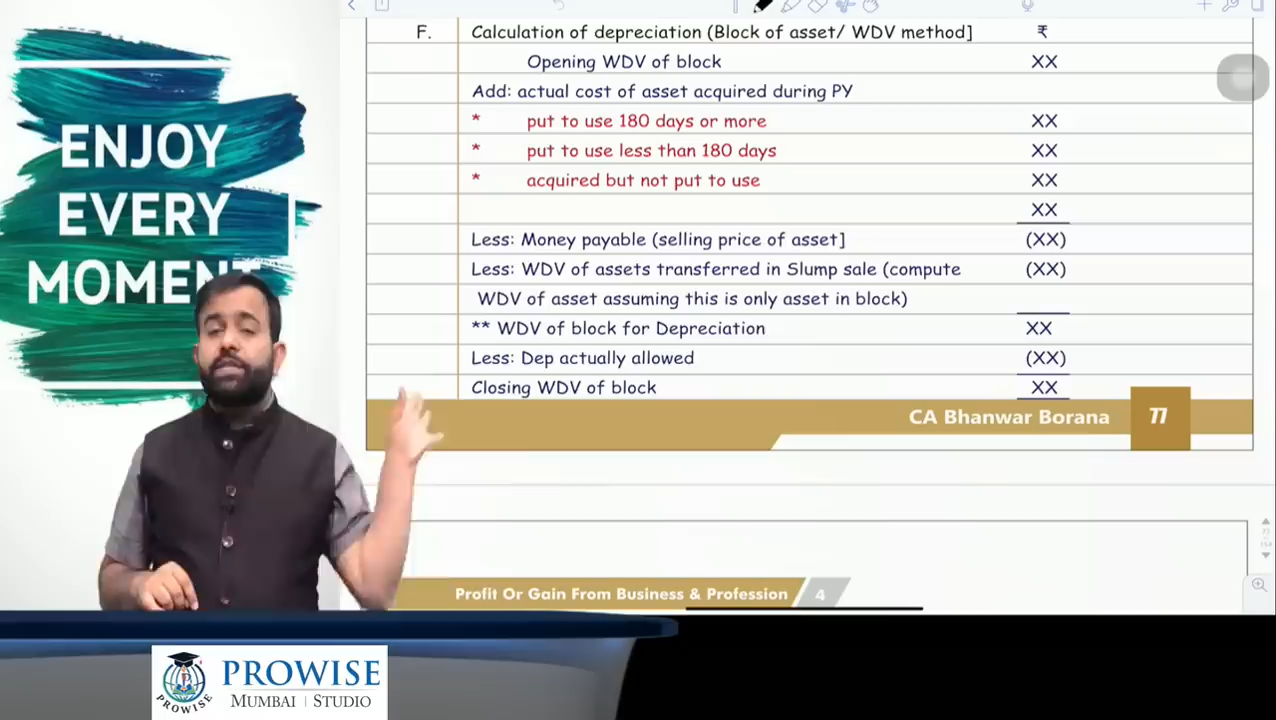 ENJOY
EVERY
MOMENT
F. Calculation of depreciation (Block of asset/ WDV method] ₹
Opening WDV of block XX
Add: actual cost of asset acquired during PY
* put to use 180 days or more XX
* put to use less than 180 days XX
* acquired but not put to use XX
XX
Less: Money payable (selling price of asset] (XX)
Less: WDV of assets transferred in Slump sale (compute (XX)
WDV of asset assuming this is only asset in block)
** WDV of block for Depreciation XX
Less: Dep actually allowed (XX)
Closing WDV of block XX
CA Bhanwar Borana 77
Profit Or Gain From Business & Profession 4
PROWISE
PROWISE
MUMBAI | STUDIO